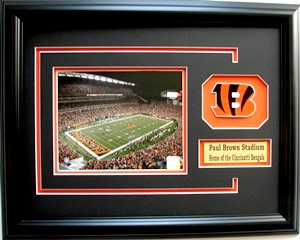 Paul Brown Stadium
Home of the Cincinnati Bengals